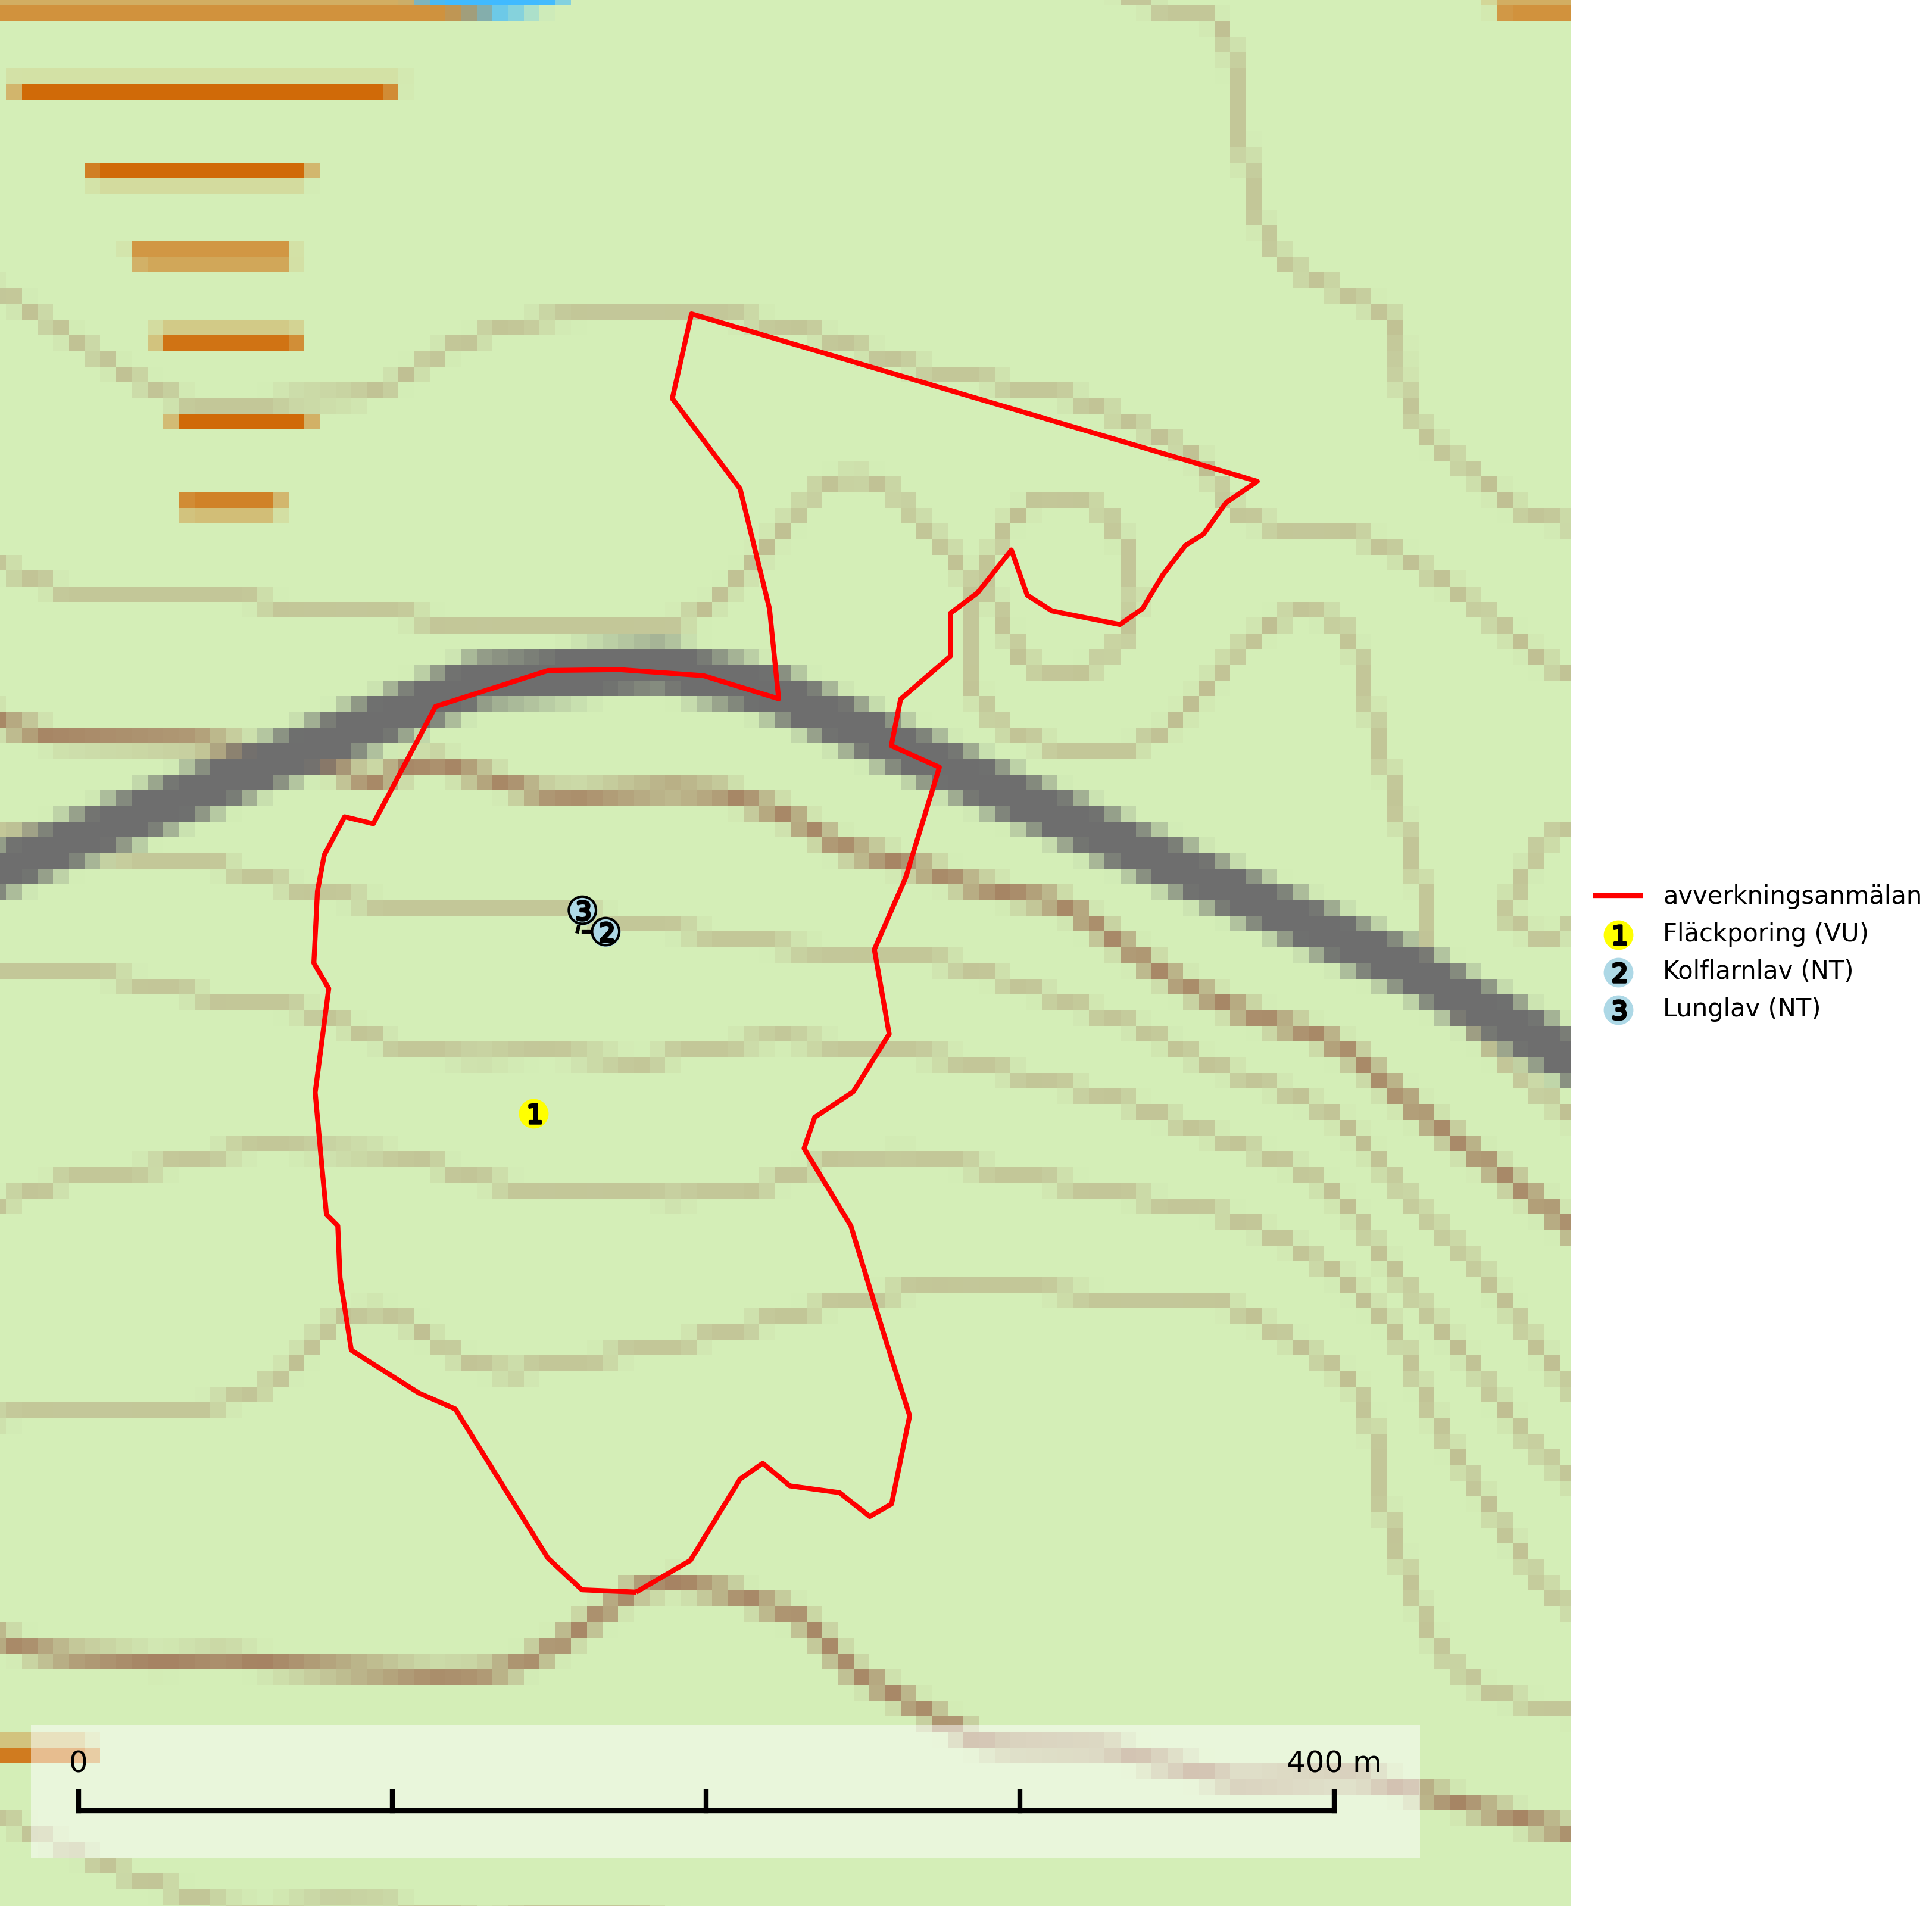 3
2
1
0 400 m
avverkningsanmälan
1 Fläckporing (VU)
2 Kolflarnlav (NT)
3 Lunglav (NT)